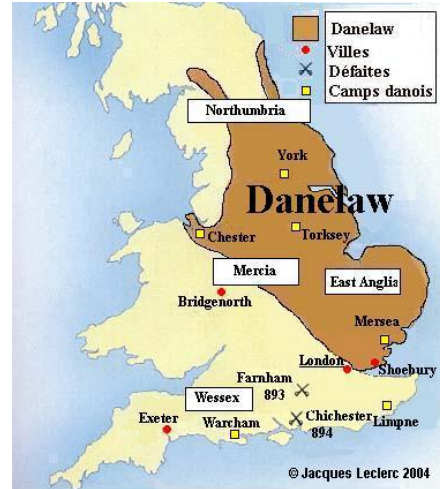 Danelaw
Villes
Défaites
Camps danois
Northumbria
York
Danelaw
Chester
Torksey
Mercia
East Anglia
Bridgenorth
Mersea
London
Shoebury
Farnham
893
Wessex
Chichester
894
Limpne
Exeter
Warcham
© Jacques Leclerc 2004